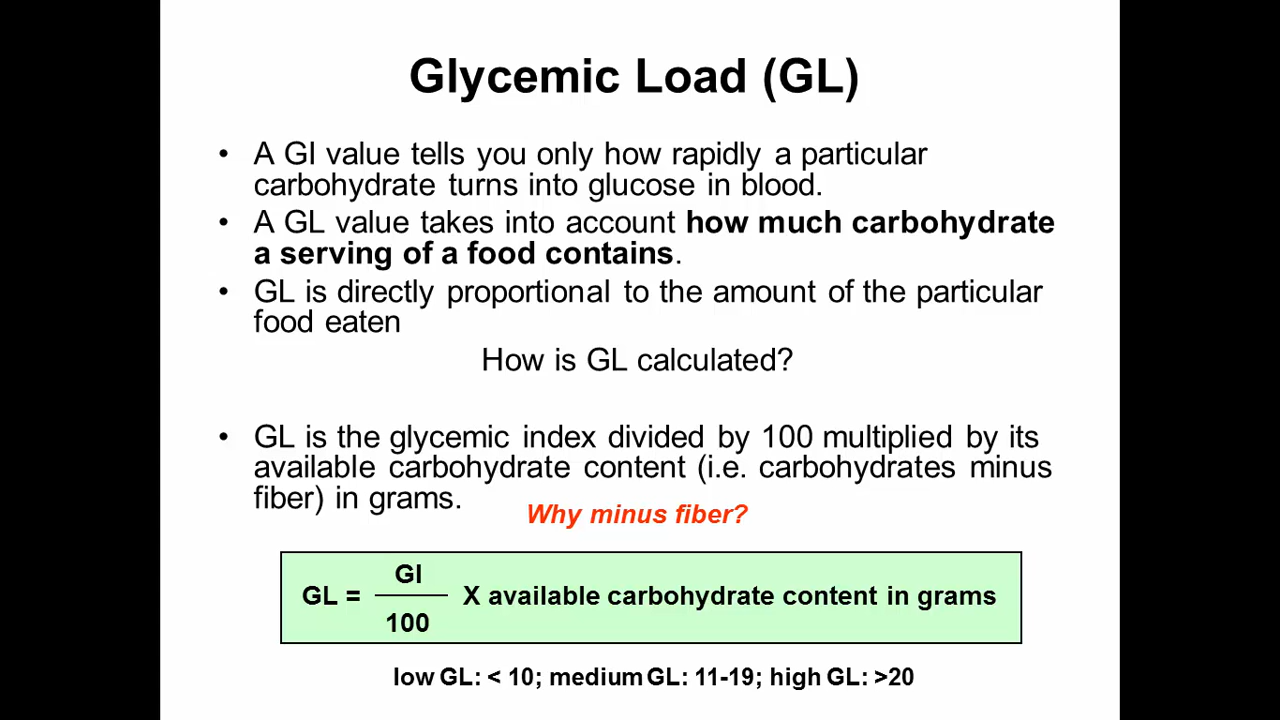 Glycemic Load (GL)
• A GI value tells you only how rapidly a particular
carbohydrate turns into glucose in blood.
• A GL value takes into account how much carbohydrate
a serving of a food contains.
• GL is directly proportional to the amount of the particular
food eaten
How is GL calculated?
• GL is the glycemic index divided by 100 multiplied by its
available carbohydrate content (i.e. carbohydrates minus
fiber) in grams.
Why minus fiber?
GI
GL = X available carbohydrate content in grams
100
low GL: < 10; medium GL: 11-19; high GL: >20